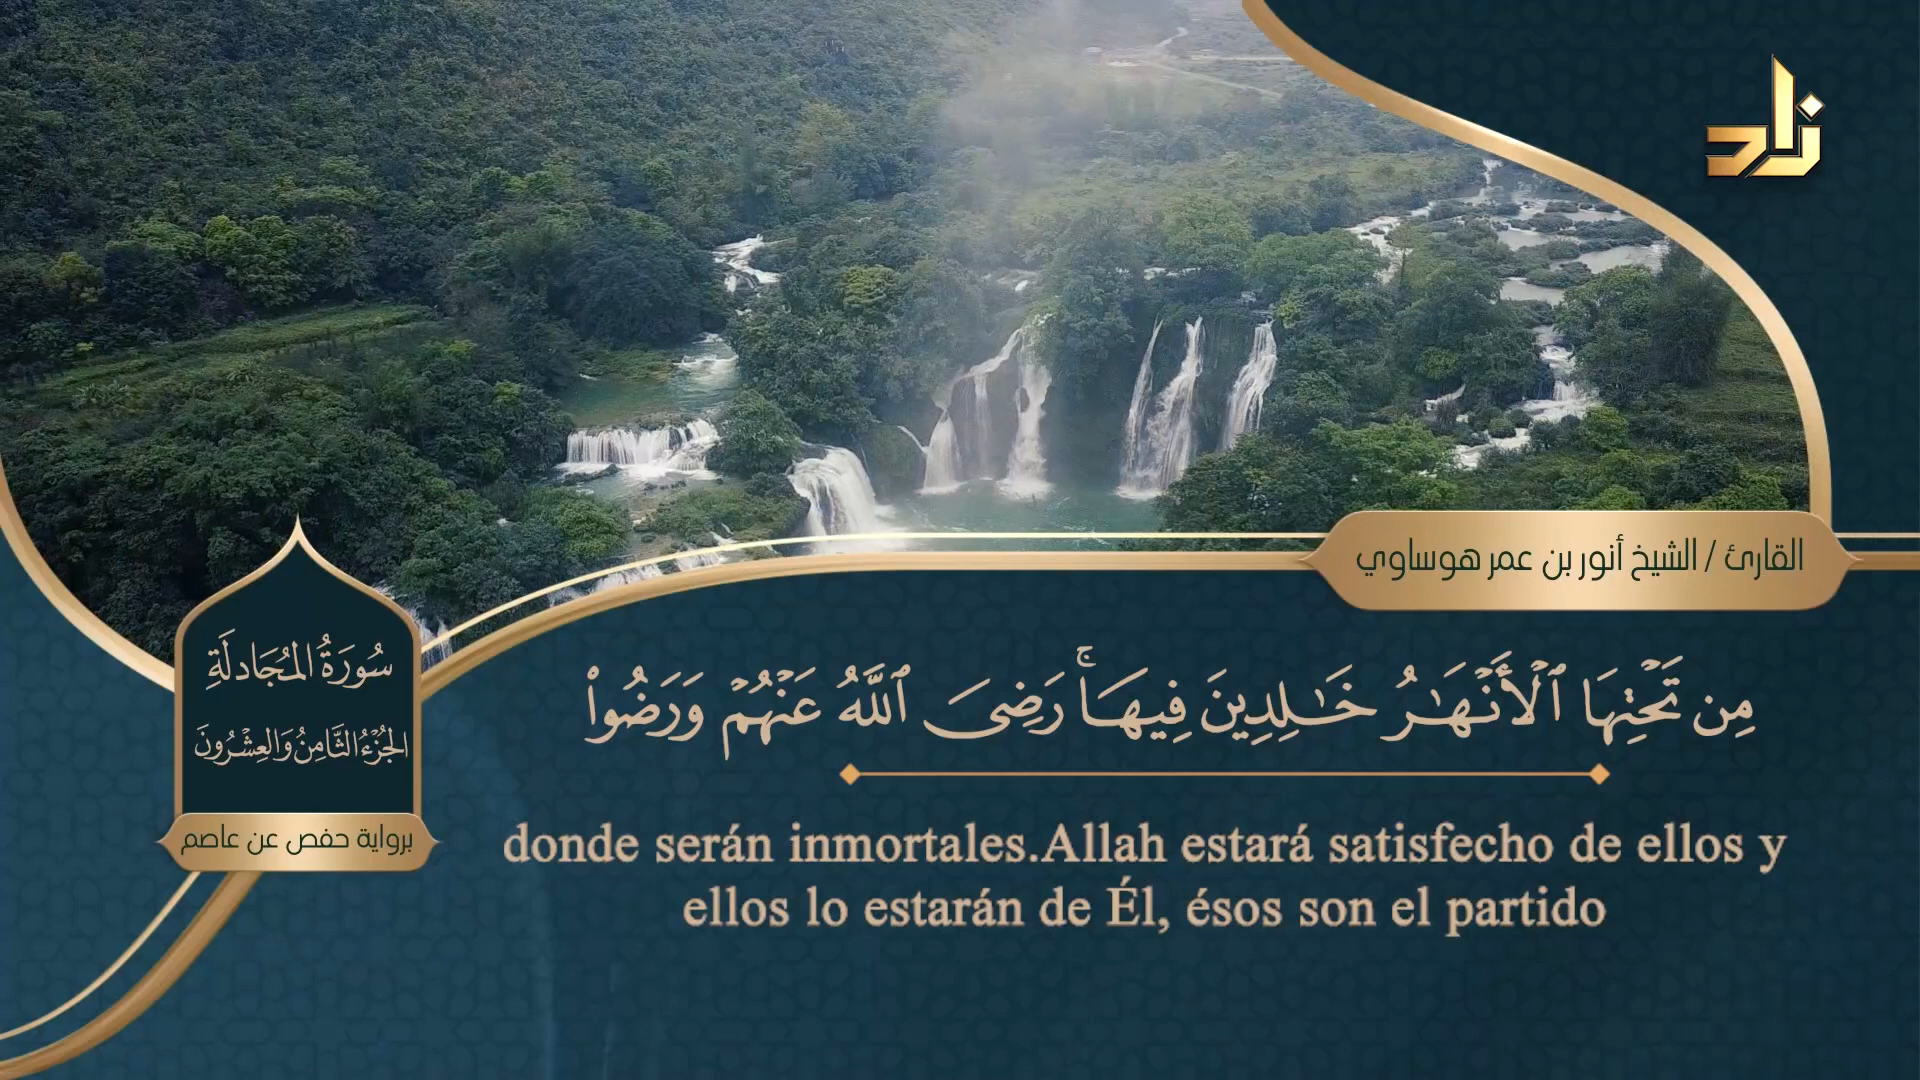 زاد
القارئ / الشيخ أنور بن عمر هوساوي
سُورَةُ المُجَادلَةِ
الجُزْءُ الثَّامِنُ وَالعِشْرُونَ
برواية حفص عن عاصم
مِن تَحْتِهَا ٱلْأَنْهَـٰرُ خَـٰلِدِينَ فِيهَا ۚ رَضِىَ ٱللَّهُ عَنْهُمْ وَرَضُوا۟
donde serán inmortales.Allah estará satisfecho de ellos y
ellos lo estarán de Él, ésos son el partido